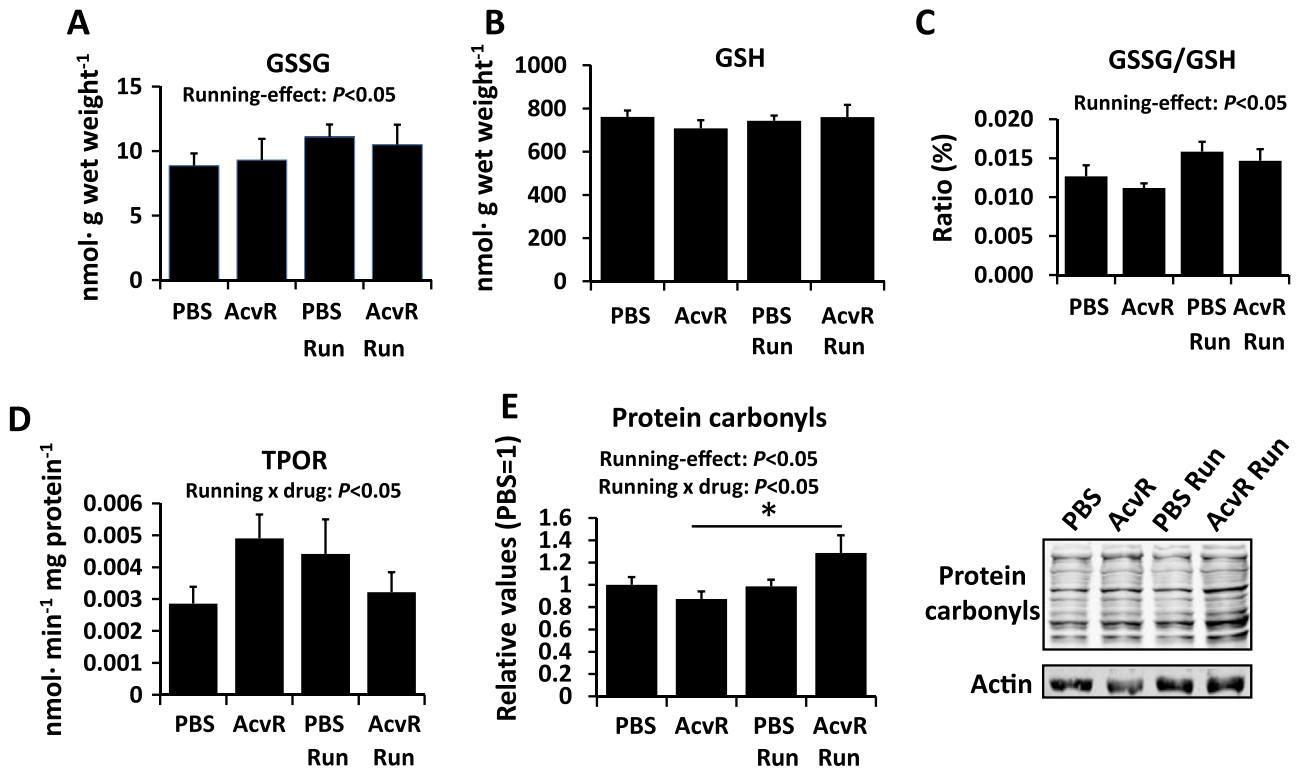 A
GSSG
Running-effect: P<0.05
nmol· g wet weight-1
15
10
5
0
PBS AcvR PBS AcvR
Run Run
B
GSH
nmol· g wet weight-1
1000
800
600
400
200
0
PBS AcvR PBS AcvR
Run Run
C
GSSG/GSH
Running-effect: P<0.05
Ratio (%)
0.020
0.015
0.010
0.005
0.000
PBS AcvR PBS AcvR
Run Run
D
TPOR
Running x drug: P<0.05
nmol· min-1 mg protein-1
0.006
0.005
0.004
0.003
0.002
0.001
0
PBS AcvR PBS AcvR
Run Run
E
Protein carbonyls
Running-effect: P<0.05
Running x drug: P<0.05
*
Relative values (PBS=1)
1.6
1.4
1.2
1
0.8
0.6
0.4
0.2
0
PBS AcvR PBS AcvR
Run Run
PBS
AcvR
PBS Run
AcvR Run
Protein
carbonyls
Actin